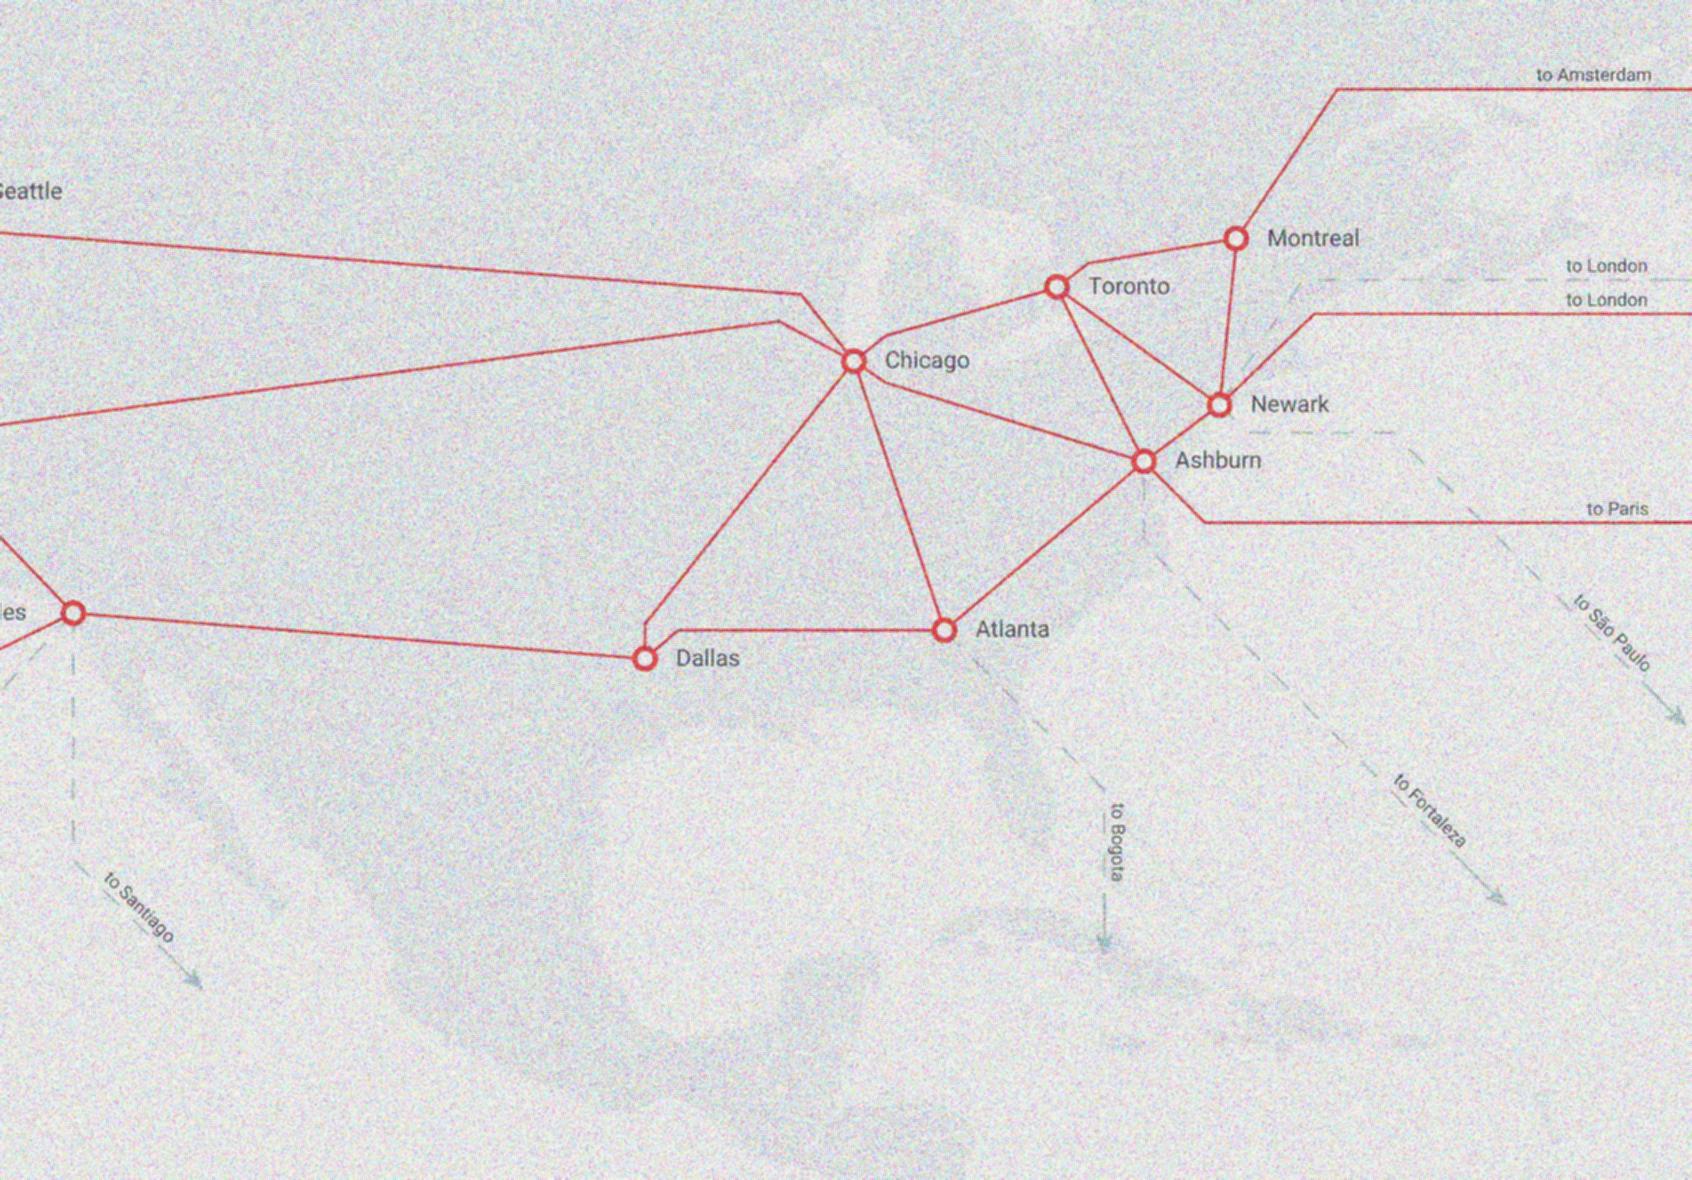 to Amsterdam
Seattle
Montreal
to London
Toronto
to London
Chicago
Newark
Ashburn
to Paris
es
Atlanta
Dallas
to São Paulo
to Fortaleza
to Bogota
to Santiago